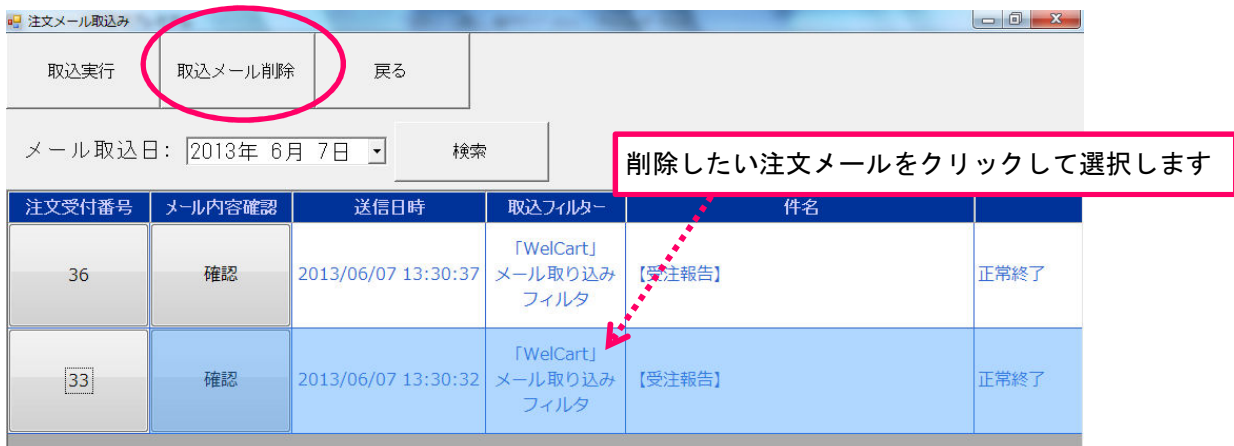 注文メール取込み
取込実行 取込メール削除 戻る
メール取込日： 2013年 6月 7日 検索
削除したい注文メールをクリックして選択します
注文受付番号 メール内容確認 送信日時 取込フィルター 件名
36 確認 2013/06/07 13:30:37 「WelCart」
メール取り込み
フィルタ 【受注報告】 正常終了
33 確認 2013/06/07 13:30:32 「WelCart」
メール取り込み
フィルタ 【受注報告】 正常終了